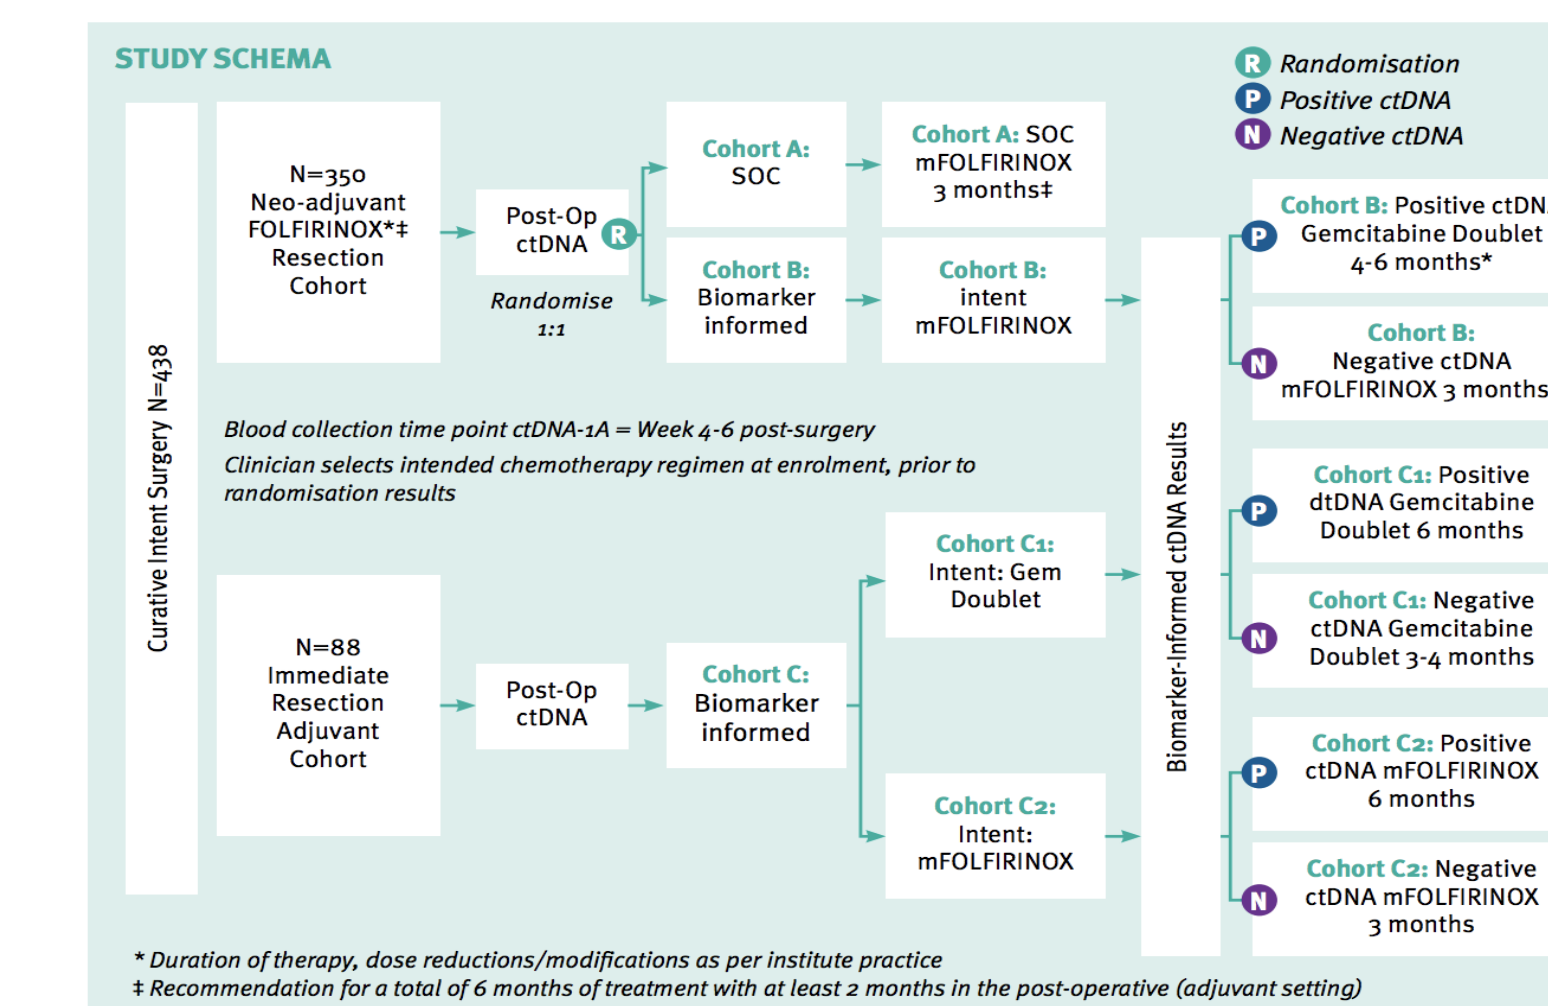 STUDY SCHEMA
R Randomisation
P Positive ctDNA
N Negative ctDNA
Curative Intent Surgery N=438
N=350
Neo-adjuvant
FOLFIRINOX*‡
Resection
Cohort
Post-Op
ctDNA
R
Randomise
1:1
Cohort A:
SOC
Cohort A: SOC
mFOLFIRINOX
3 months‡
Cohort B:
Biomarker
informed
Cohort B:
intent
mFOLFIRINOX
Blood collection time point ctDNA-1A = Week 4-6 post-surgery
Clinician selects intended chemotherapy regimen at enrolment, prior to
randomisation results
N=88
Immediate
Resection
Adjuvant
Cohort
Post-Op
ctDNA
Cohort C:
Biomarker
informed
Cohort C1:
Intent: Gem
Doublet
Cohort C2:
Intent:
mFOLFIRINOX
Biomarker-Informed ctDNA Results
P
Cohort B: Positive
Gemcitabine Doublet
4-6 months*
N
Cohort B:
Negative ctDNA
mFOLFIRINOX 3 months
P
Cohort C1: Positive
dtDNA Gemcitabine
Doublet 6 months
N
Cohort C1: Negative
ctDNA Gemcitabine
Doublet 3-4 months
P
Cohort C2: Positive
ctDNA mFOLFIRINOX
6 months
N
Cohort C2: Negative
ctDNA mFOLFIRINOX
3 months
* Duration of therapy, dose reductions/modifications as per institute practice
‡ Recommendation for a total of 6 months of treatment with at least 2 months in the post-operative (adjuvant setting)